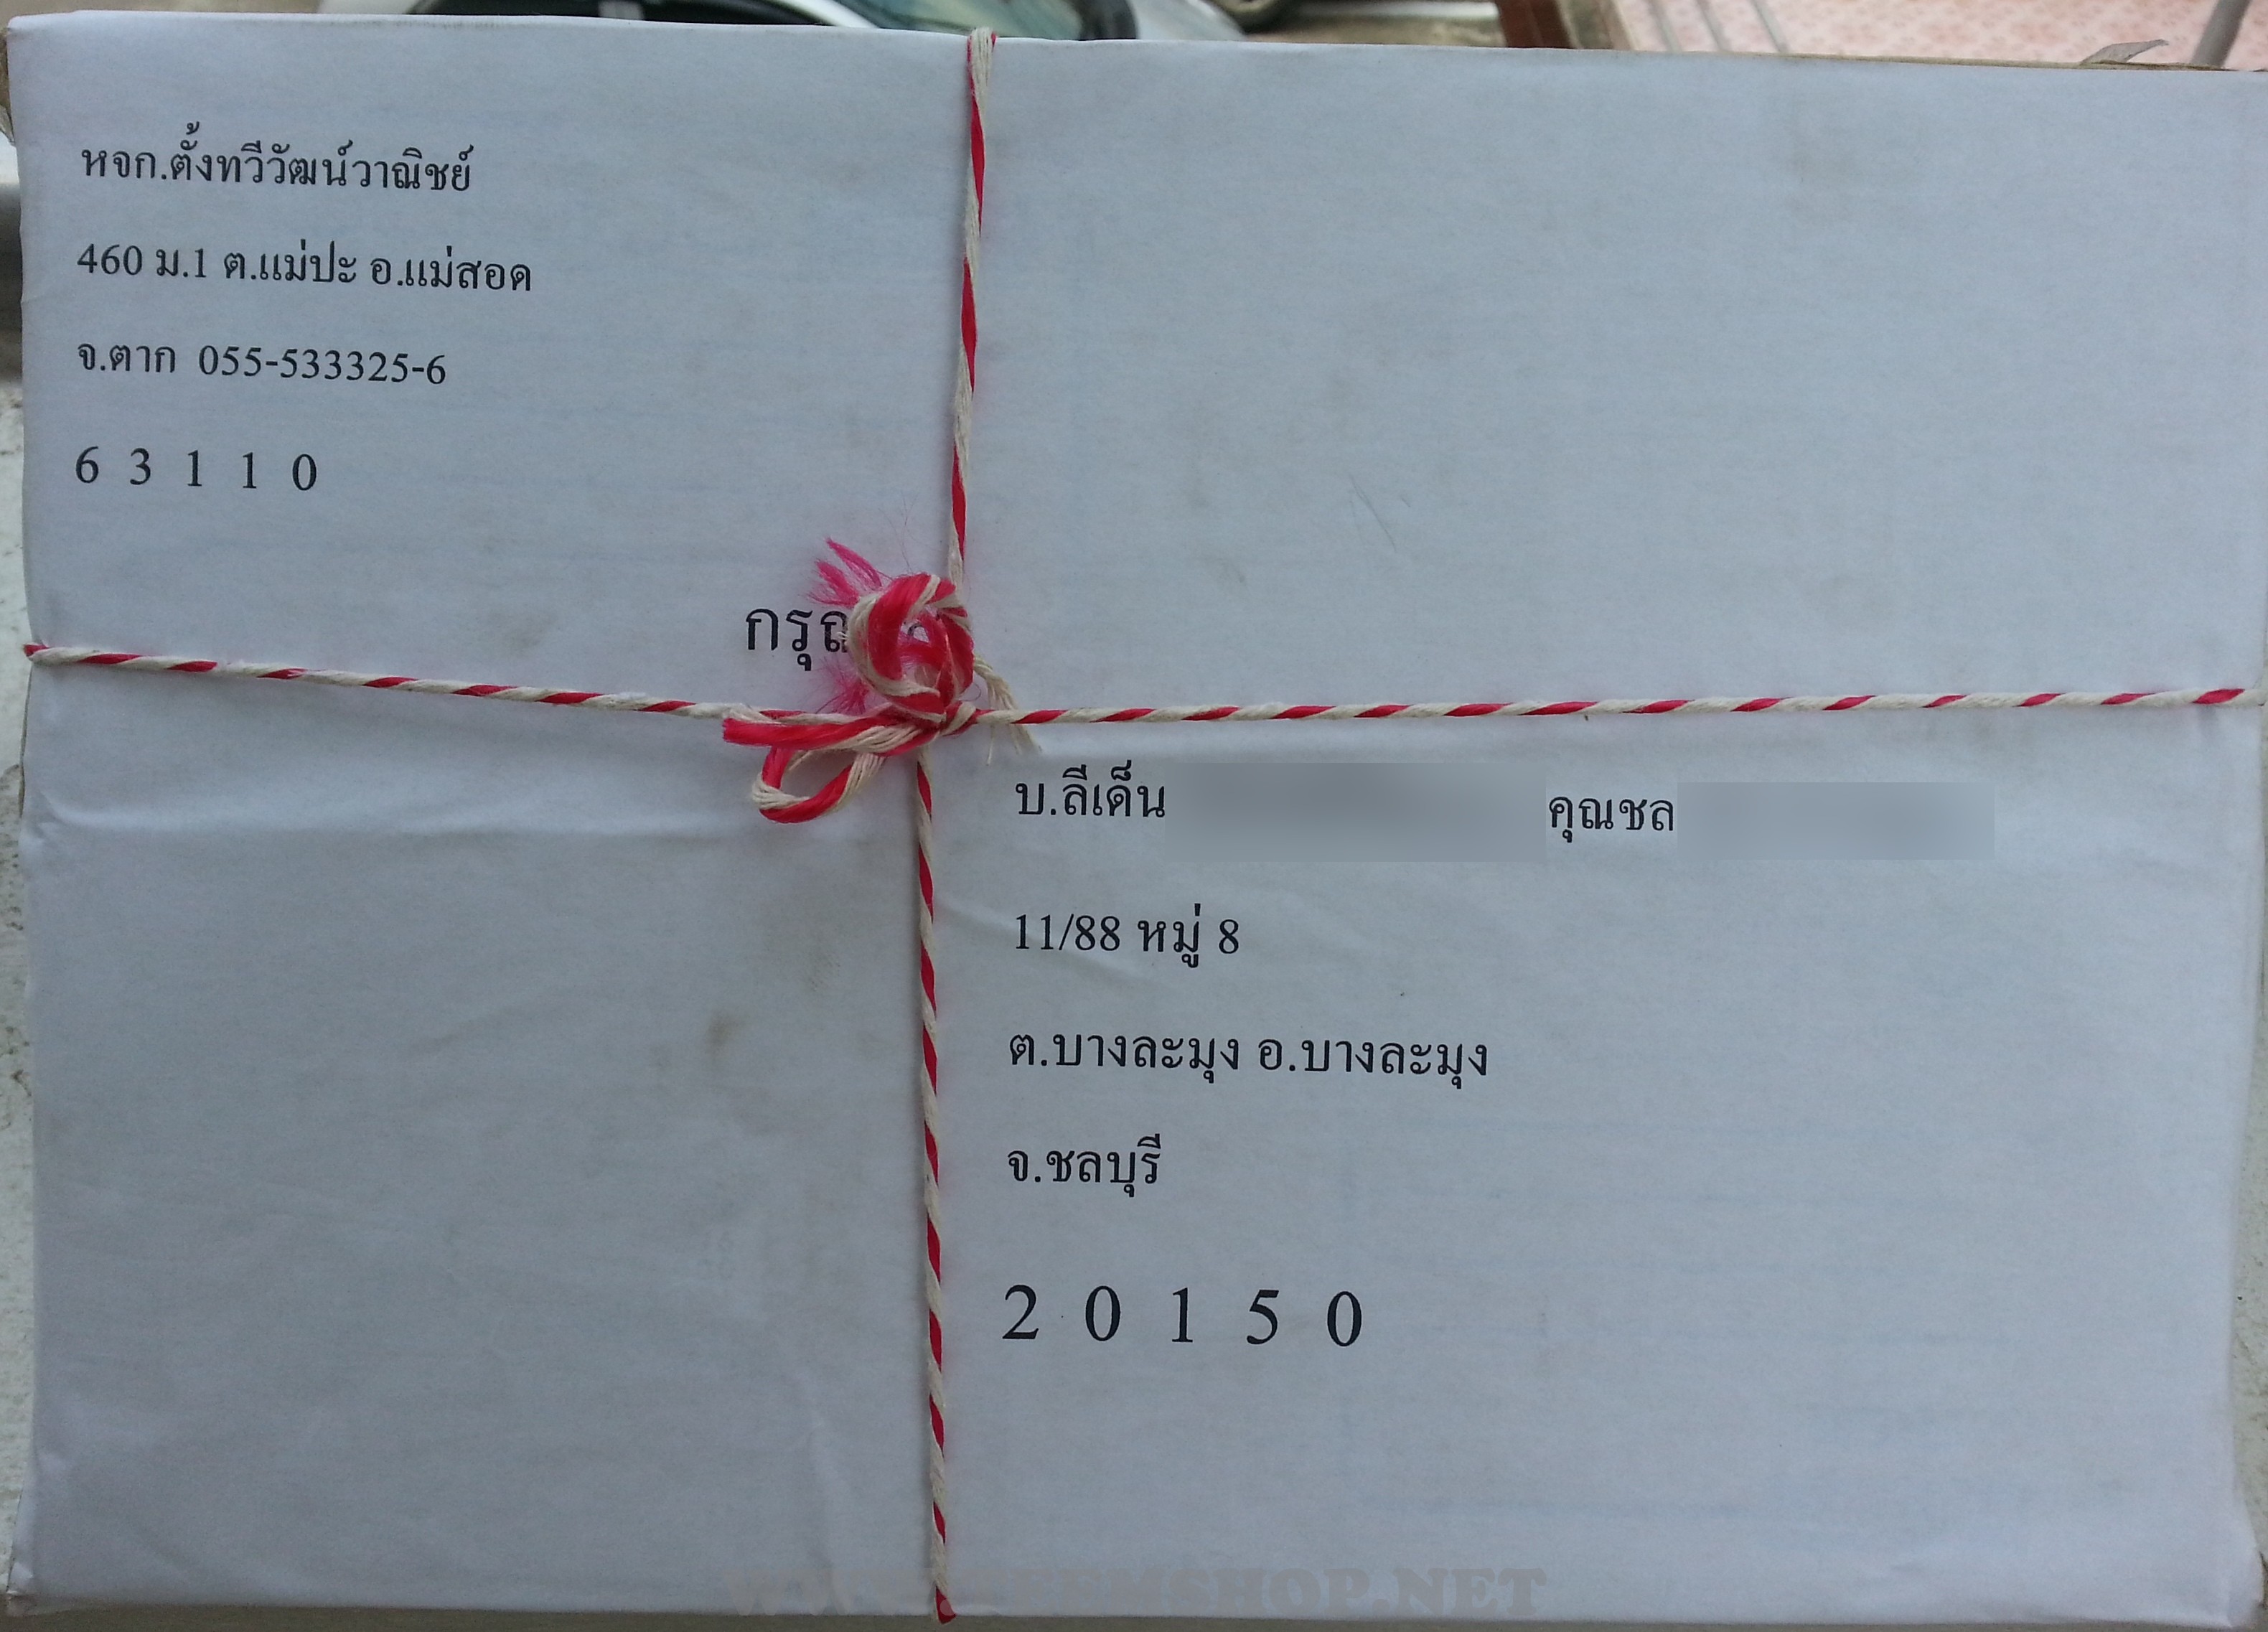 หจก.ตั้งทวีวัฒน์วาณิชย์
460 ม.1 ต.แม่ปะ อ.แม่สอด
จ.ตาก 055-533325-6
6 3 1 1 0
บ.ลีเด็น คุณชล
11/88 หมู่ 8
ต.บางละมุง อ.บางละมุง
จ.ชลบุรี
2 0 1 5 0